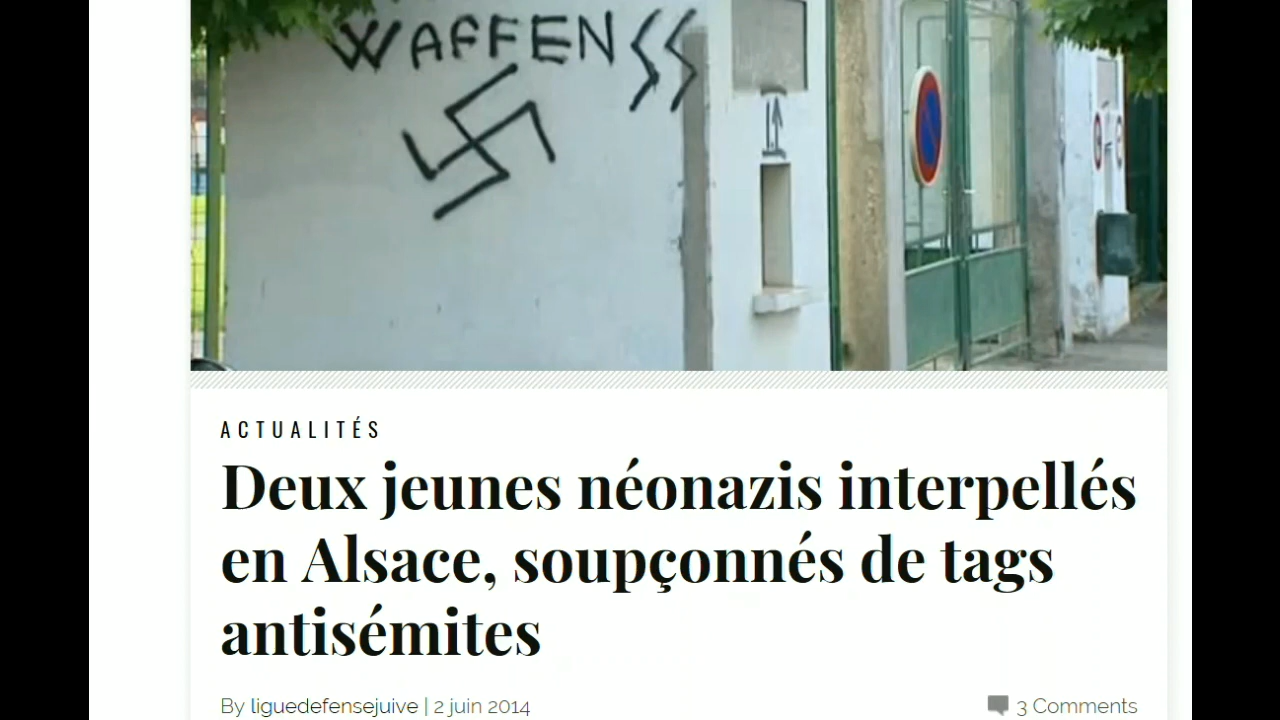 WAFFEN SS
ACTUALITÉS
Deux jeunes néonazis interpellés
en Alsace, soupçonnés de tags
antisémites
By liguedefensejuive | 2 juin 2014
3 Comments